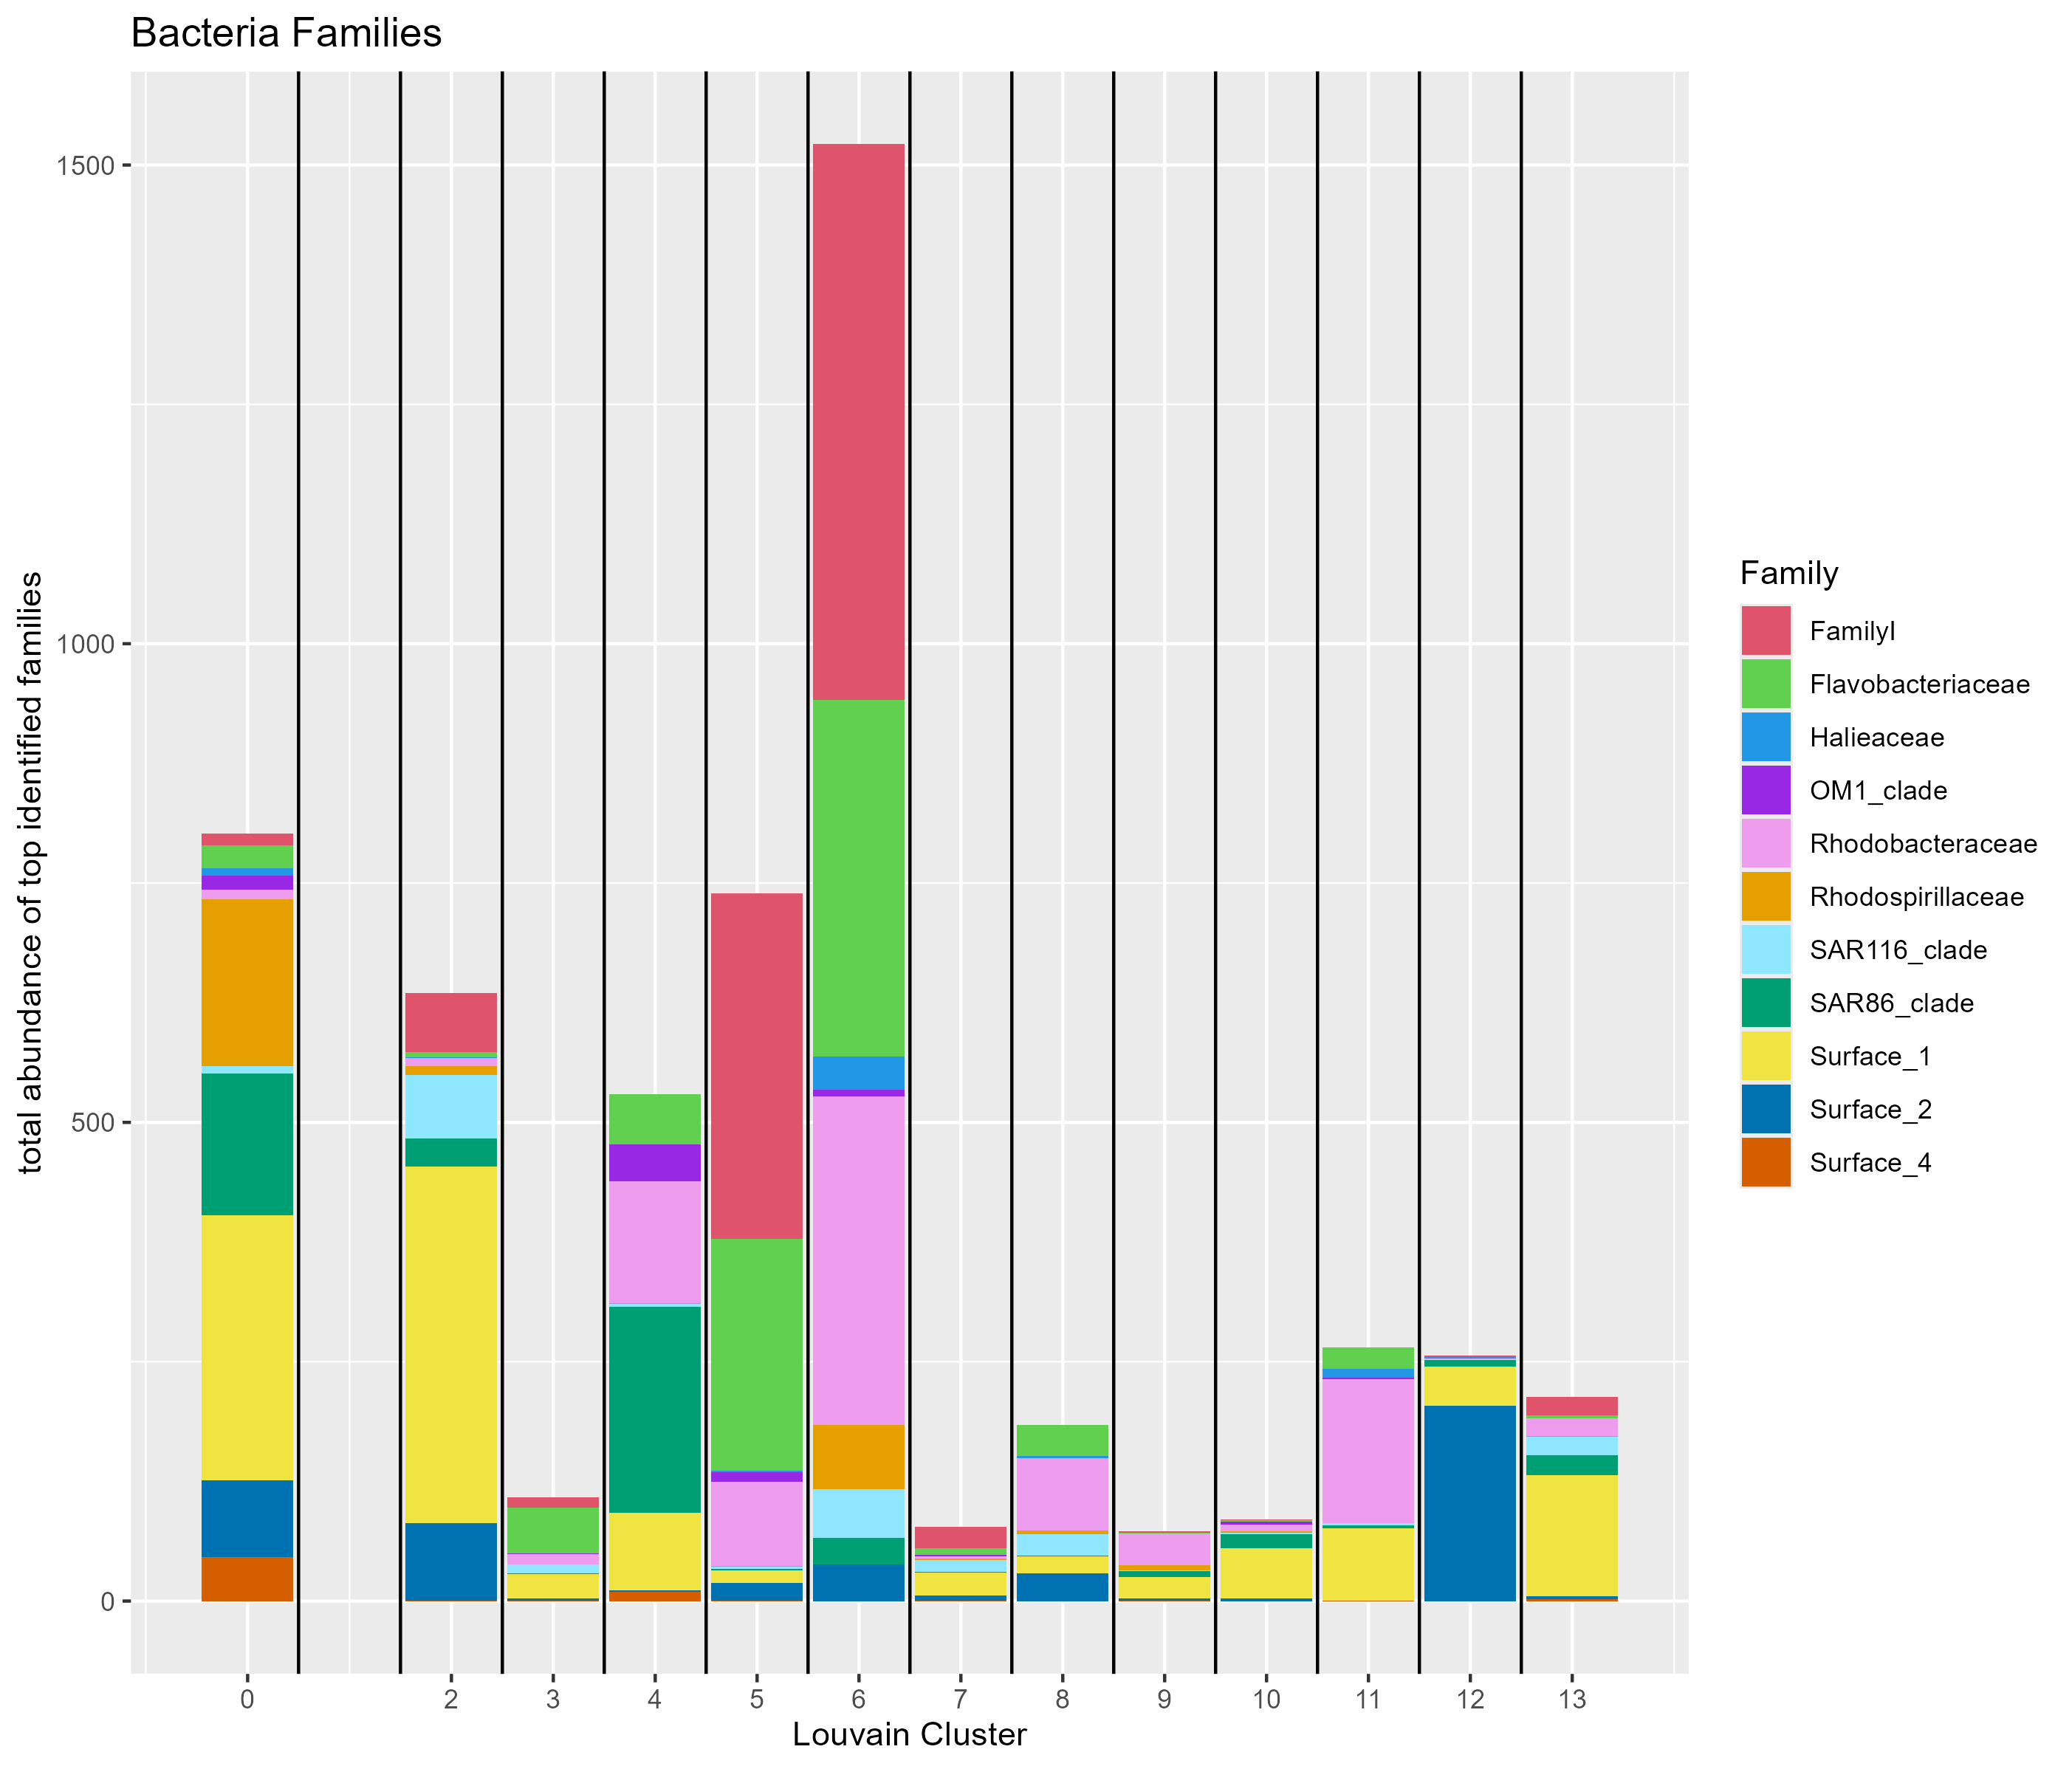 Bacteria Families
total abundance of top identified families
1500
1000
500
0
0 2 3 4 5 6 7 8 9 10 11 12 13
Louvain Cluster
Family
FamilyI
Flavobacteriaceae
Halieaceae
OM1_clade
Rhodobacteraceae
Rhodospirillaceae
SAR116_clade
SAR86_clade
Surface_1
Surface_2
Surface_4